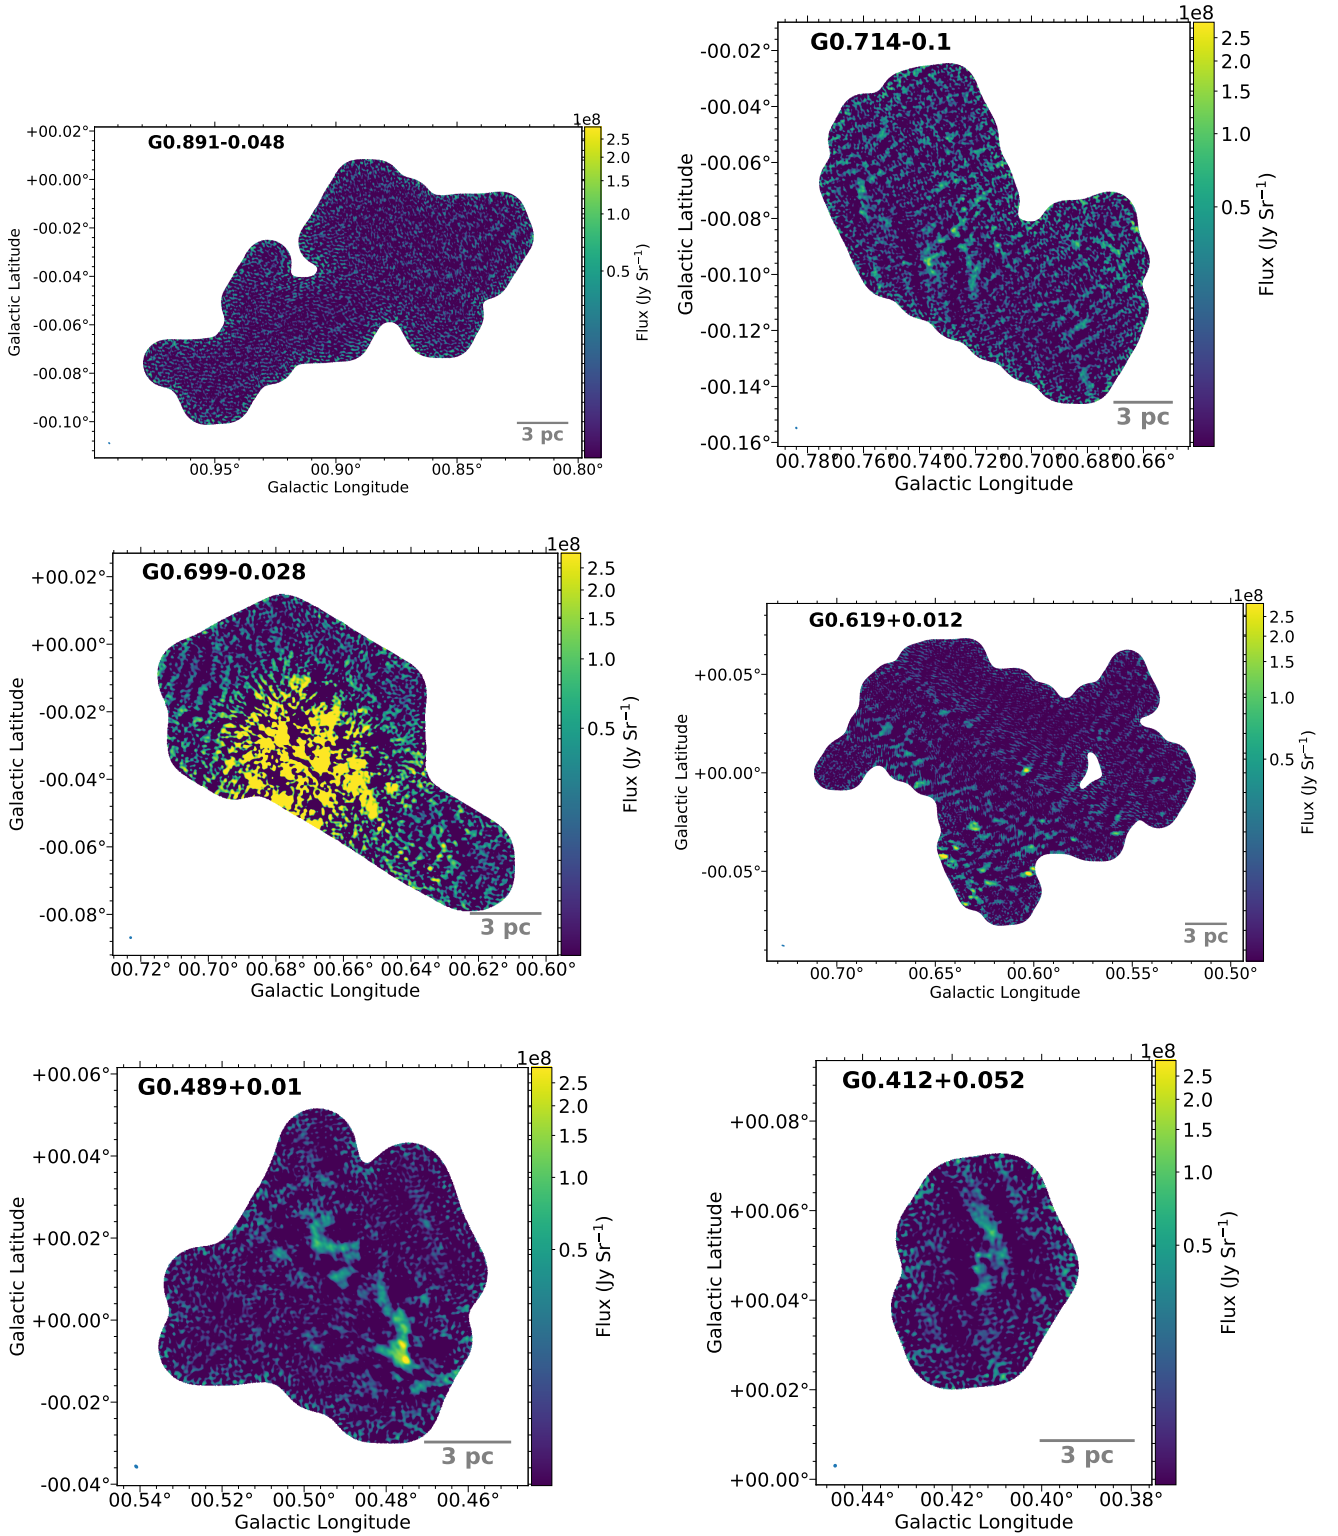 1e8
G0.891-0.048
+00.02°
+00.00°
-00.02°
-00.04°
-00.06°
-00.08°
-00.10°
Galactic Latitude
00.95°
00.90°
00.85°
00.80°
Galactic Longitude
3 pc
2.5
2.0
1.5
1.0
0.5
Flux (Jy Sr⁻¹)
1e8
G0.714-0.1
-00.02°
-00.04°
-00.06°
-00.08°
-00.10°
-00.12°
-00.14°
-00.16°
Galactic Latitude
00.78°
00.76°
00.74°
00.72°
00.70°
00.68°
00.66°
Galactic Longitude
3 pc
2.5
2.0
1.5
1.0
0.5
Flux (Jy Sr⁻¹)
1e8
G0.699-0.028
+00.02°
+00.00°
-00.02°
-00.04°
-00.06°
-00.08°
Galactic Latitude
00.72°
00.70°
00.68°
00.66°
00.64°
00.62°
00.60°
Galactic Longitude
3 pc
2.5
2.0
1.5
1.0
0.5
Flux (Jy Sr⁻¹)
1e8
G0.619+0.012
+00.05°
+00.00°
-00.05°
Galactic Latitude
00.70°
00.65°
00.60°
00.55°
00.50°
Galactic Longitude
3 pc
2.5
2.0
1.5
1.0
0.5
Flux (Jy Sr⁻¹)
1e8
G0.489+0.01
+00.06°
+00.04°
+00.02°
+00.00°
-00.02°
-00.04°
Galactic Latitude
00.54°
00.52°
00.50°
00.48°
00.46°
Galactic Longitude
3 pc
2.5
2.0
1.5
1.0
0.5
Flux (Jy Sr⁻¹)
1e8
G0.412+0.052
+00.08°
+00.06°
+00.04°
+00.02°
+00.00°
Galactic Latitude
00.44°
00.42°
00.40°
00.38°
Galactic Longitude
3 pc
2.5
2.0
1.5
1.0
0.5
Flux (Jy Sr⁻¹)